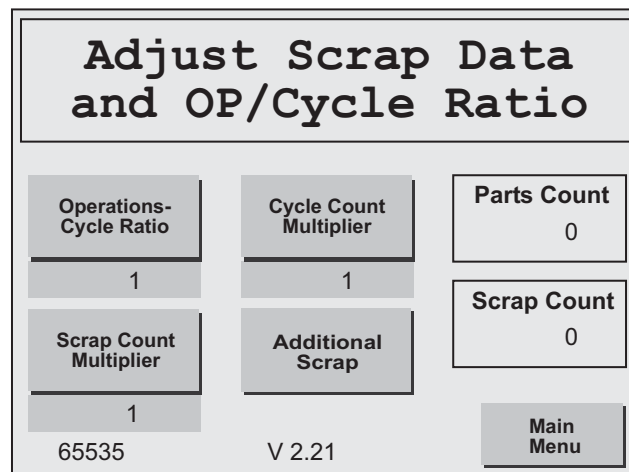 Adjust Scrap Data
and OP/Cycle Ratio
Operations-
Cycle Ratio
1
Cycle Count
Multiplier
1
Parts Count
0
Scrap Count
Multiplier
1
Additional
Scrap
Scrap Count
0
65535
V 2.21
Main
Menu